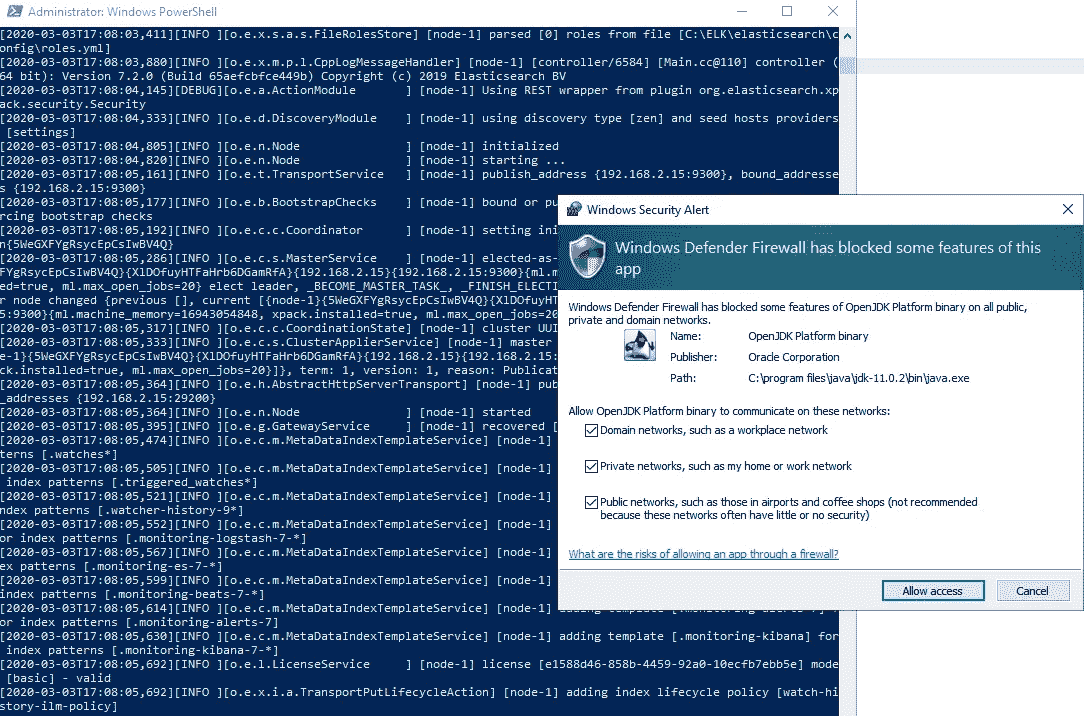 Administrator: Windows PowerShell
[2020-03-03T17:08:03,411][INFO ][o.e.x.s.a.s.FileRolesStore] [node-1] parsed [0] roles from file [C:\ELK\elasticsearch\c
onfig\roles.yml]
[2020-03-03T17:08:03,880][INFO ][o.e.x.m.p.l.CppLogMessageHandler] [node-1] [controller/6584] [Main.cc@110] controller (
64 bit): Version 7.2.0 (Build 65aefcbfce449b) Copyright (c) 2019 Elasticsearch BV
[2020-03-03T17:08:04,145][DEBUG][o.e.a.ActionModule       ] [node-1] Using REST wrapper from plugin org.elasticsearch.xp
ack.security.Security
[2020-03-03T17:08:04,333][INFO ][o.e.d.DiscoveryModule    ] [node-1] using discovery type [zen] and seed hosts providers
 [settings]
[2020-03-03T17:08:04,805][INFO ][o.e.n.Node               ] [node-1] initialized
[2020-03-03T17:08:04,820][INFO ][o.e.n.Node               ] [node-1] starting ...
[2020-03-03T17:08:05,161][INFO ][o.e.t.TransportService   ] [node-1] publish_address {192.168.2.15:9300}, bound_addresse
s {192.168.2.15:9300}
[2020-03-03T17:08:05,177][INFO ][o.e.b.BootstrapChecks    ] [node-1] bound or pu
rcing bootstrap checks
[2020-03-03T17:08:05,192][INFO ][o.e.c.c.Coordinator      ] [node-1] setting ini
n{5WeGXFYgRsycEpCsIwBV4Q}
[2020-03-03T17:08:05,286][INFO ][o.e.c.s.MasterService    ] [node-1] elected-as-
FYgRsycEpCsIwBV4Q}{XlDOfuyHTFaHrb6DGamRfA}{192.168.2.15}{192.168.2.15:9300}{ml.m
led=true, ml.max_open_jobs=20} elect leader, _BECOME_MASTER_TASK_, _FINISH_ELECTI
er node changed {previous [], current [{node-1}{5WeGXFYgRsycEpCsIwBV4Q}{XlDOfuyHT
5:9300}{ml.machine_memory=16943054848, xpack.installed=true, ml.max_open_jobs=20
[2020-03-03T17:08:05,317][INFO ][o.e.c.c.CoordinationState] [node-1] cluster UUI
[2020-03-03T17:08:05,333][INFO ][o.e.c.s.ClusterApplierService] [node-1] master
e-1}{5WeGXFYgRsycEpCsIwBV4Q}{XlDOfuyHTFaHrb6DGamRfA}{192.168.2.15}{192.168.2.15:
ck.installed=true, ml.max_open_jobs=20}]}, term: 1, version: 1, reason: Publicat
[2020-03-03T17:08:05,364][INFO ][o.e.h.AbstractHttpServerTransport] [node-1] pub
_addresses {192.168.2.15:29200}
[2020-03-03T17:08:05,364][INFO ][o.e.n.Node               ] [node-1] started
[2020-03-03T17:08:05,395][INFO ][o.e.g.GatewayService     ] [node-1] recovered [
[2020-03-03T17:08:05,474][INFO ][o.e.c.m.MetaDataIndexTemplateService] [node-1]
terns [.watches*]
[2020-03-03T17:08:05,505][INFO ][o.e.c.m.MetaDataIndexTemplateService] [node-1]
 index patterns [.triggered_watches*]
[2020-03-03T17:08:05,521][INFO ][o.e.c.m.MetaDataIndexTemplateService] [node-1]
ndex patterns [.watcher-history-9*]
[2020-03-03T17:08:05,552][INFO ][o.e.c.m.MetaDataIndexTemplateService] [node-1]
or index patterns [.monitoring-logstash-7-*]
[2020-03-03T17:08:05,567][INFO ][o.e.c.m.MetaDataIndexTemplateService] [node-1]
ex patterns [.monitoring-es-7-*]
[2020-03-03T17:08:05,599][INFO ][o.e.c.m.MetaDataIndexTemplateService] [node-1]
index patterns [.monitoring-beats-7-*]
[2020-03-03T17:08:05,614][INFO ][o.e.c.m.MetaDataIndexTemplateService] [node-1] adding template [.monitoring-alerts-7] f
or index patterns [.monitoring-alerts-7]
[2020-03-03T17:08:05,630][INFO ][o.e.c.m.MetaDataIndexTemplateService] [node-1] adding template [.monitoring-kibana] for
 index patterns [.monitoring-kibana-7-*]
[2020-03-03T17:08:05,692][INFO ][o.e.l.LicenseService     ] [node-1] license [e1588d46-858b-4459-92a0-10ecfb7ebb5e] mode
 [basic] - valid
[2020-03-03T17:08:05,692][INFO ][o.e.x.i.a.TransportPutLifecycleAction] [node-1] adding index lifecycle policy [watch-hi
story-ilm-policy]
Windows Security Alert
Windows Defender Firewall has blocked some features of this
app
Windows Defender Firewall has blocked some features of OpenJDK Platform binary on all public,
private and domain networks.
Name: OpenJDK Platform binary
Publisher: Oracle Corporation
Path: C:\program files\java\jdk-11.0.2\bin\java.exe
Allow OpenJDK Platform binary to communicate on these networks:
Domain networks, such as a workplace network
Private networks, such as my home or work network
Public networks, such as those in airports and coffee shops (not recommended
because these networks often have little or no security)
What are the risks of allowing an app through a firewall?
Allow access Cancel